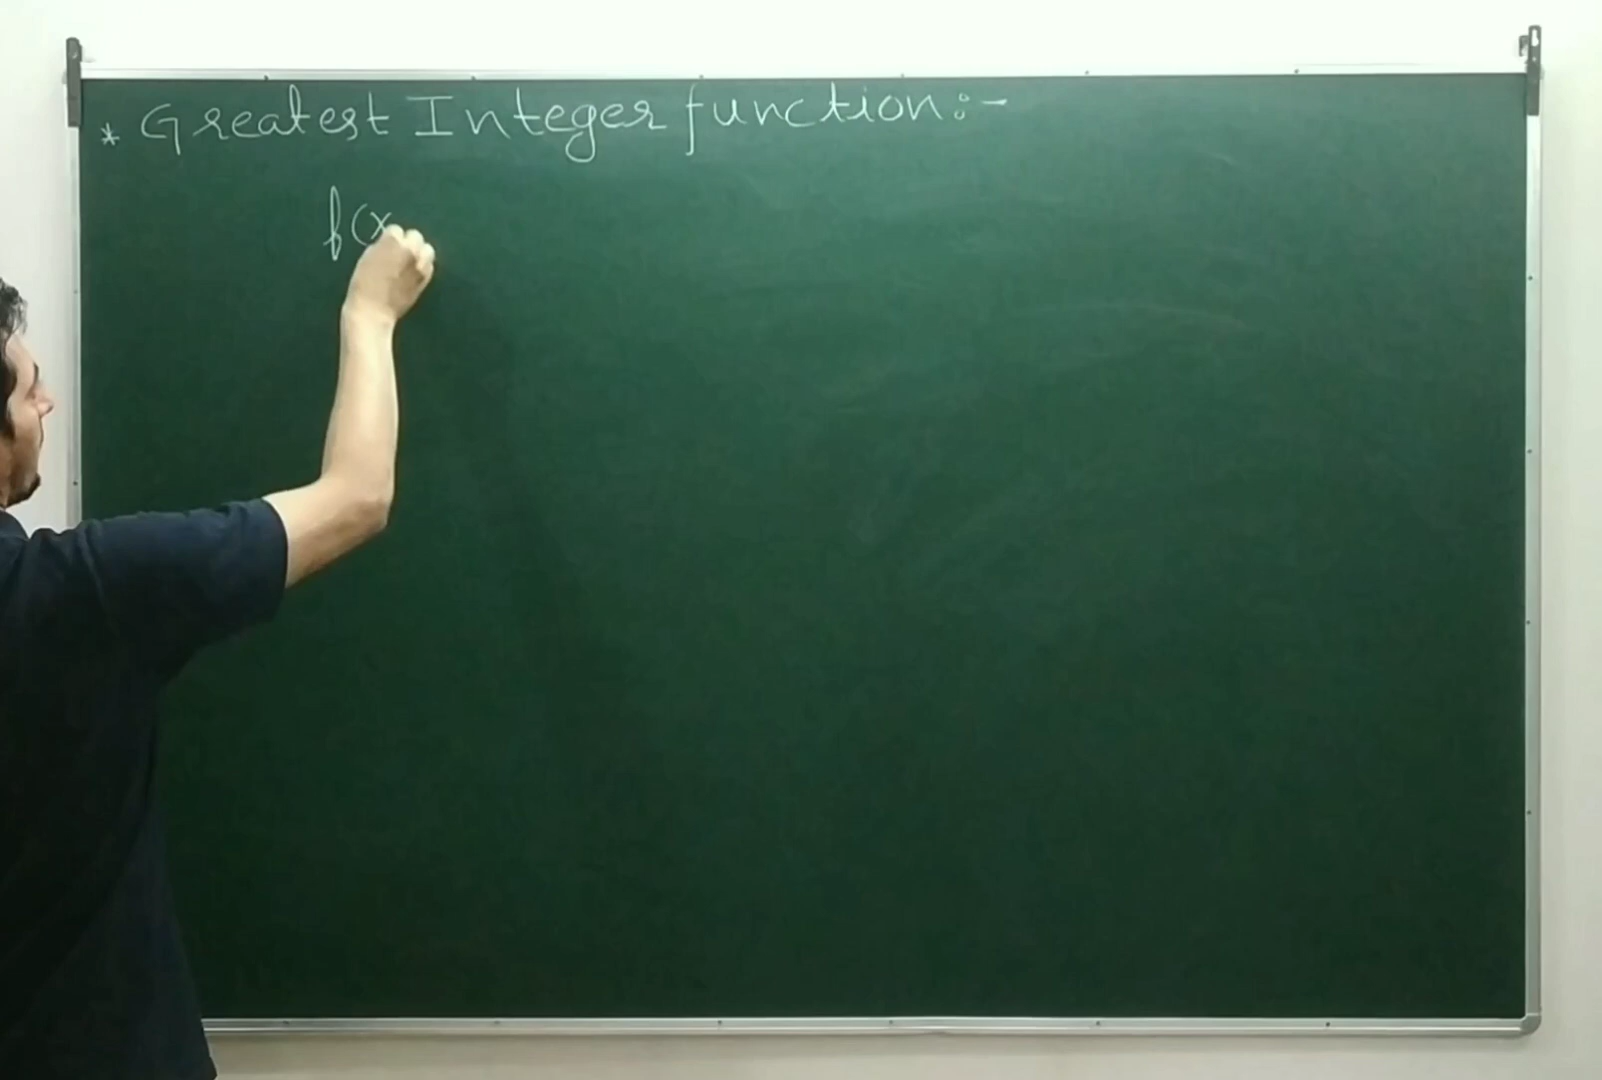 * Greatest Integer function :-
f(x